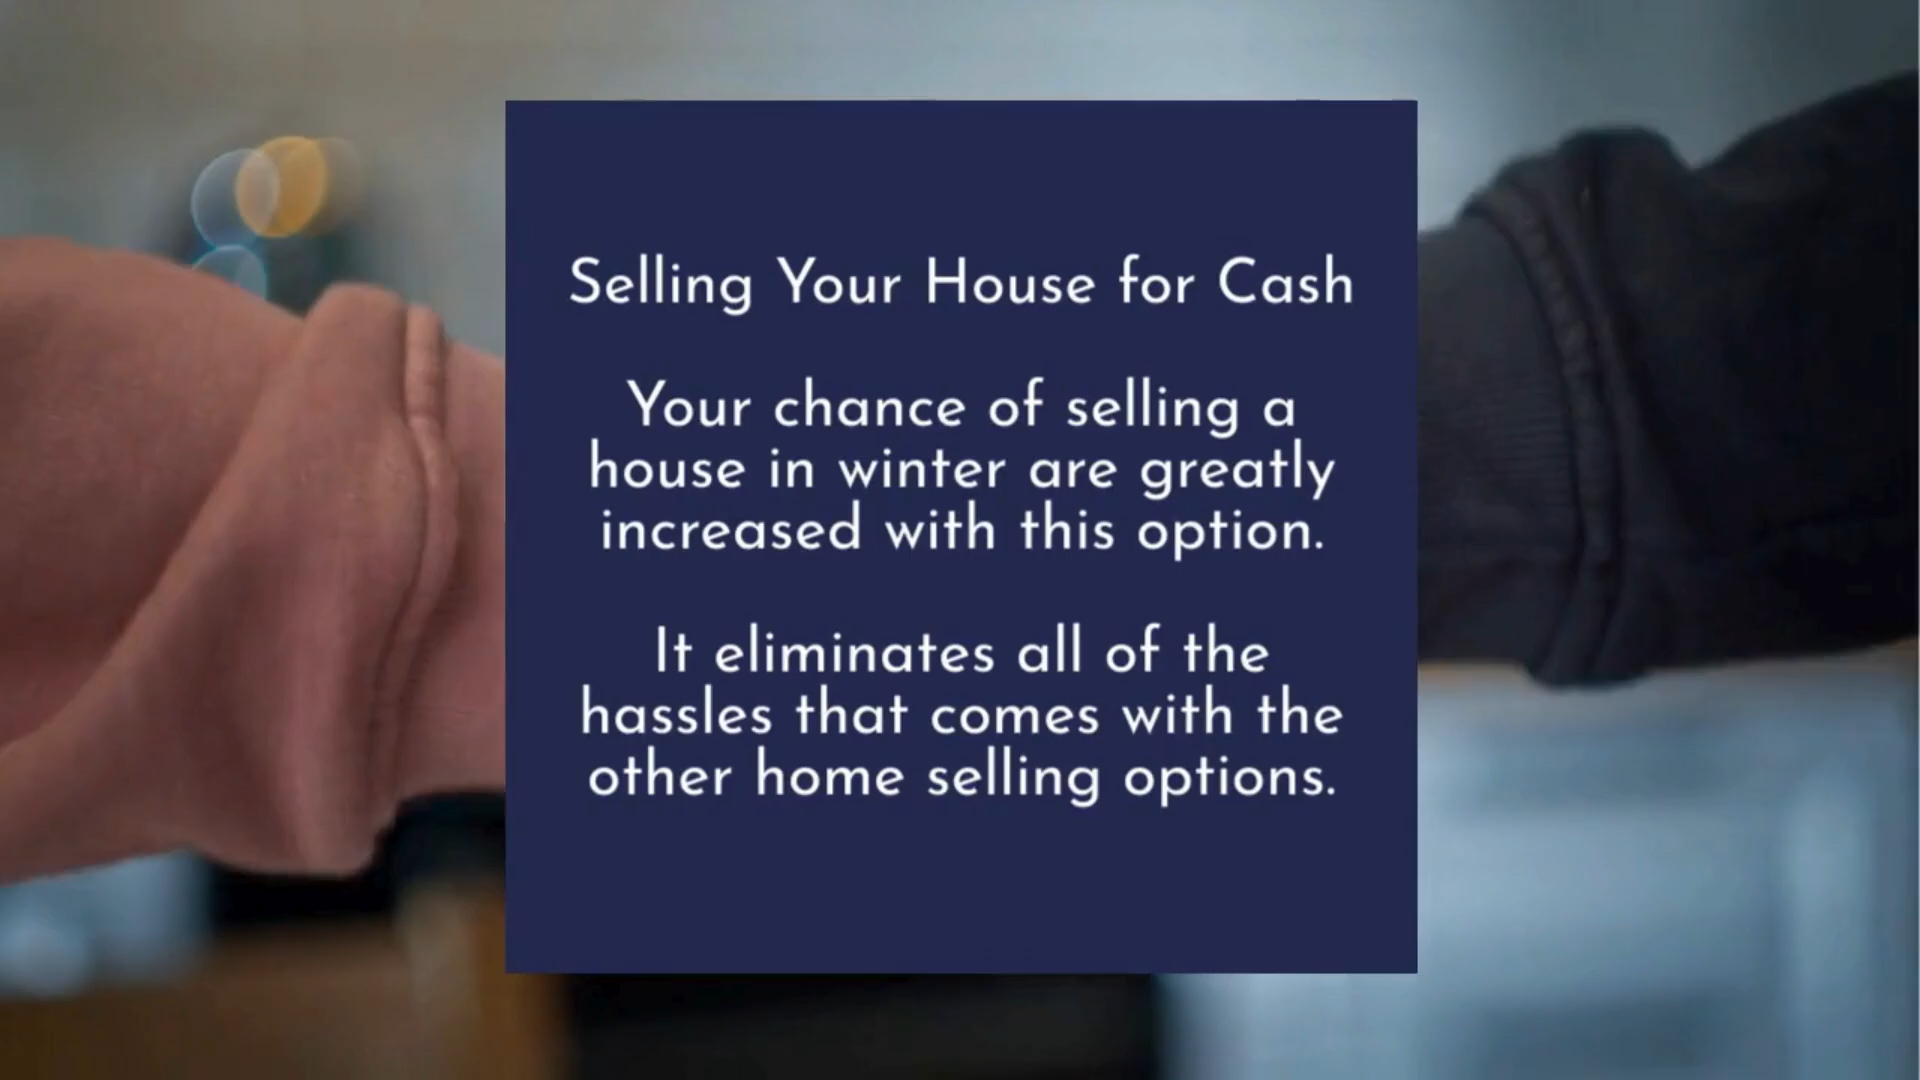 Selling Your House for Cash
Your chance of selling a
house in winter are greatly
increased with this option.
It eliminates all of the
hassles that comes with the
other home selling options.